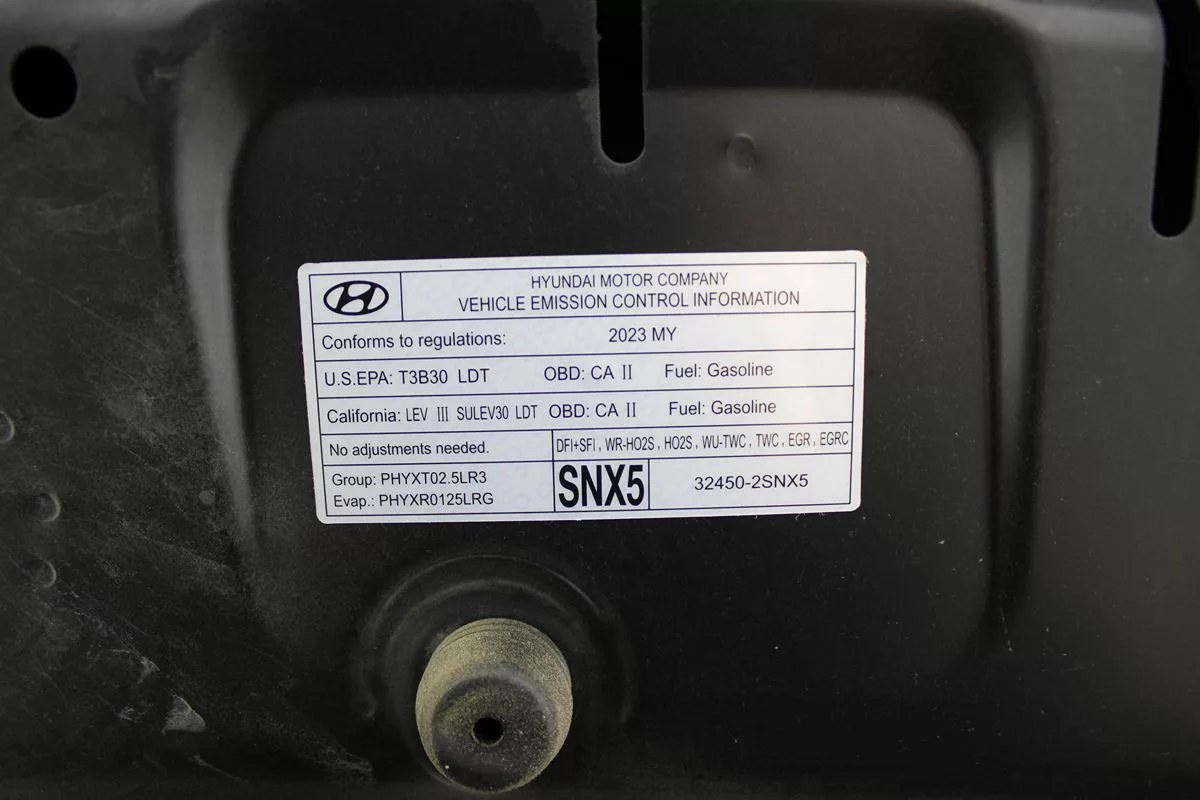 HYUNDAI MOTOR COMPANY
VEHICLE EMISSION CONTROL INFORMATION
Conforms to regulations: 2023 MY
U.S.EPA: T3B30 LDT OBD: CA II Fuel: Gasoline
California: LEV III SULEV30 LDT OBD: CA II Fuel: Gasoline
No adjustments needed. DFI+SFI, WR-HO2S, HO2S, WU-TWC, TWC, EGR, EGRC
Group: PHYXT02.5LR3
Evap.: PHYXR0125LRG
SNX5 32450-2SNX5